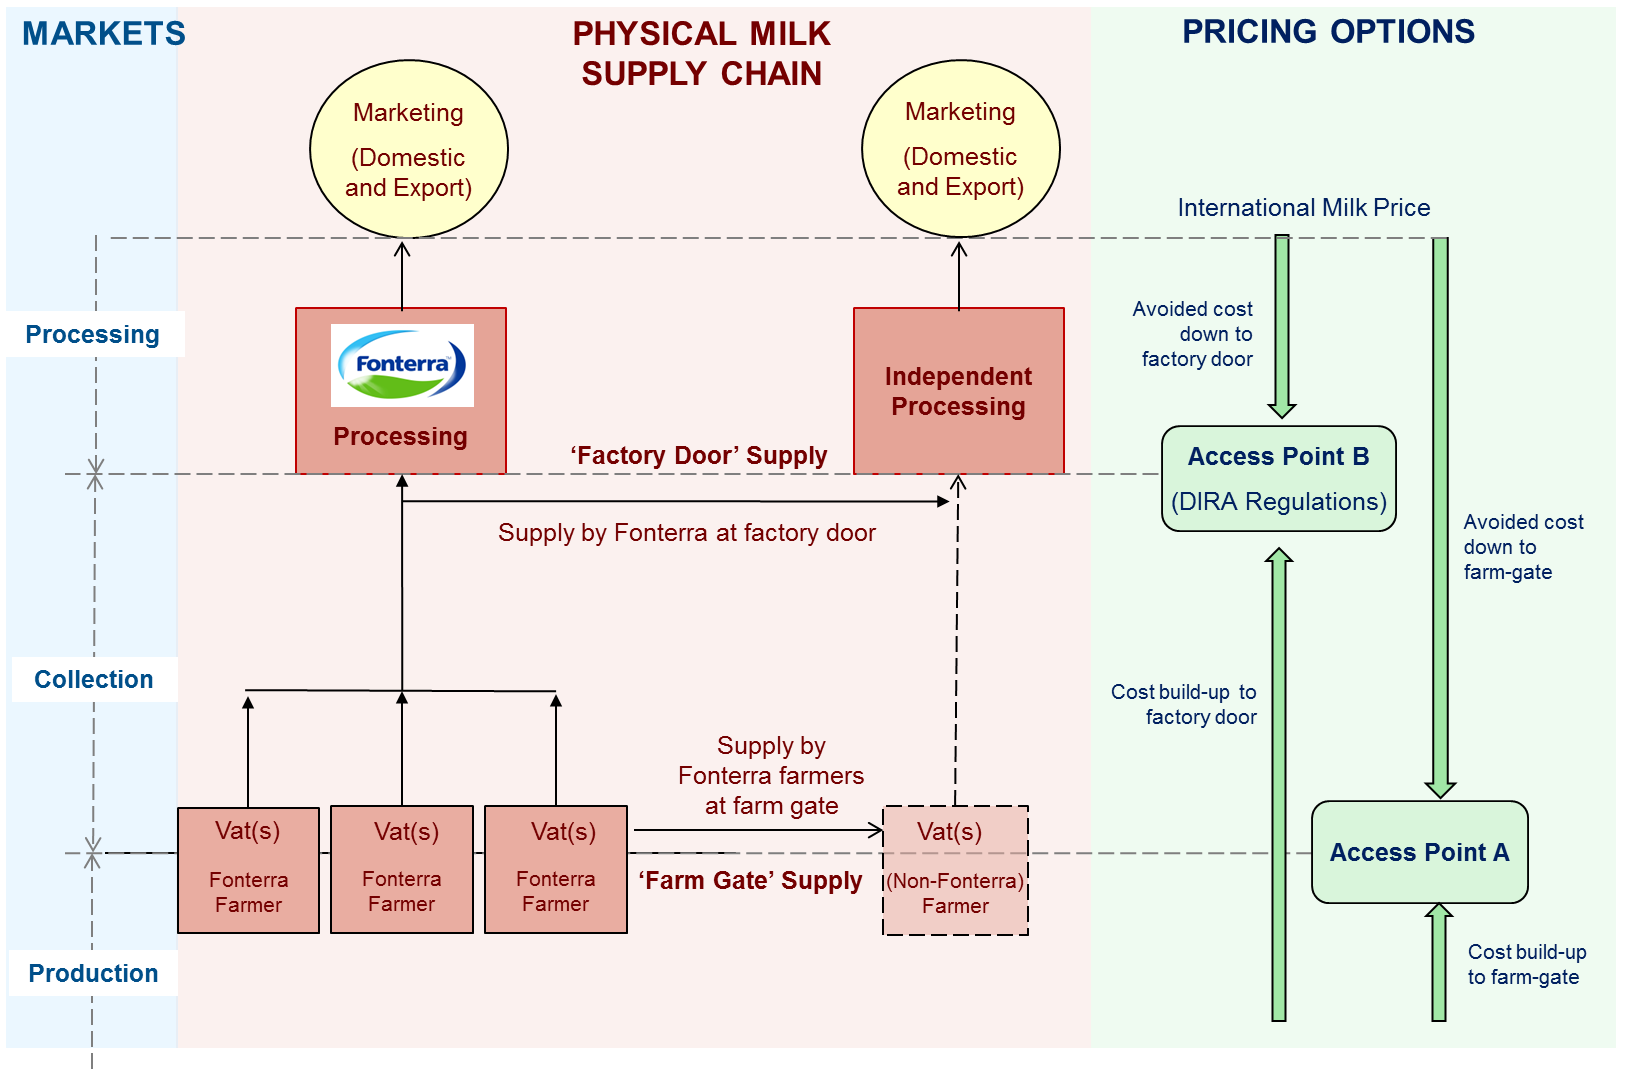 MARKETS
PHYSICAL MILK
SUPPLY CHAIN
PRICING OPTIONS
Marketing
(Domestic
and Export)
Marketing
(Domestic
and Export)
International Milk Price
Processing
Fonterra™
Processing
Independent
Processing
Avoided cost
down to
factory door
‘Factory Door’ Supply
Access Point B
(DIRA Regulations)
Supply by Fonterra at factory door
Avoided cost
down to
farm-gate
Collection
Cost build-up to
factory door
Supply by
Fonterra farmers
at farm gate
Vat(s)
Fonterra
Farmer
Vat(s)
Fonterra
Farmer
Vat(s)
Fonterra
Farmer
‘Farm Gate’ Supply
Vat(s)
(Non-Fonterra)
Farmer
Access Point A
Production
Cost build-up
to farm-gate